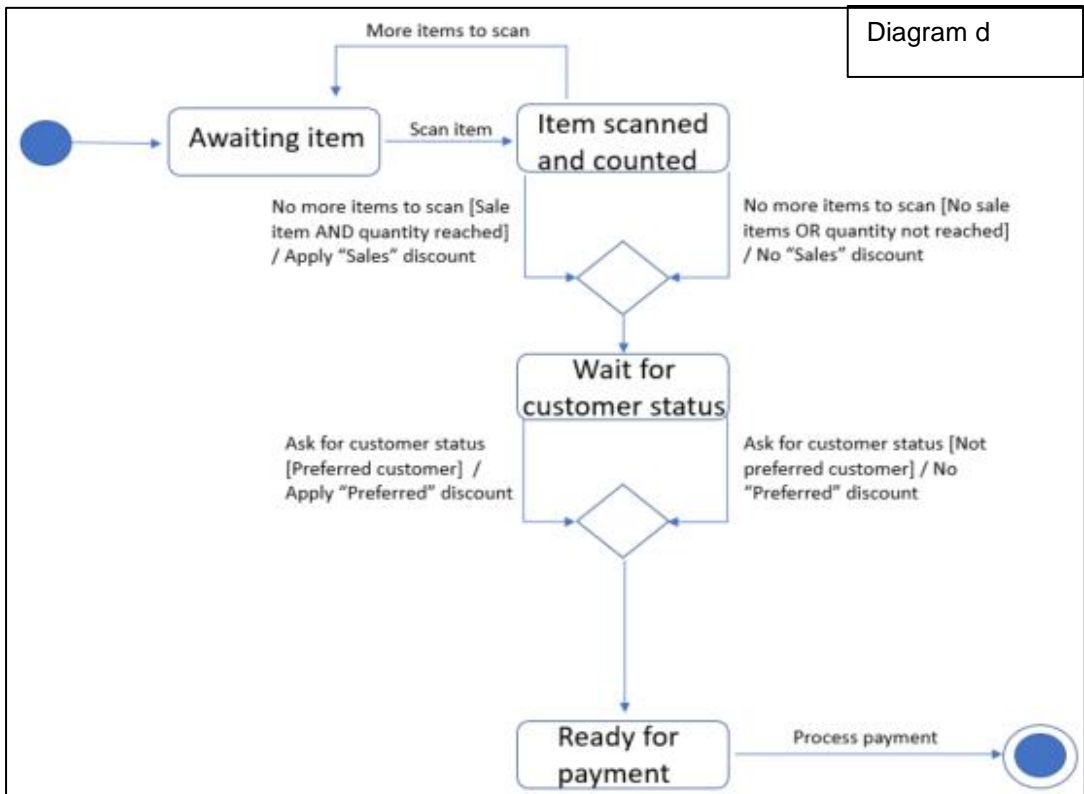 Diagram d
More items to scan
Awaiting item
Scan item
Item scanned
and counted
No more items to scan [Sale
item AND quantity reached]
/ Apply “Sales” discount
No more items to scan [No sale
items OR quantity not reached]
/ No “Sales” discount
Wait for
customer status
Ask for customer status
[Preferred customer] /
Apply “Preferred” discount
Ask for customer status [Not
preferred customer] / No
“Preferred” discount
Ready for
payment
Process payment